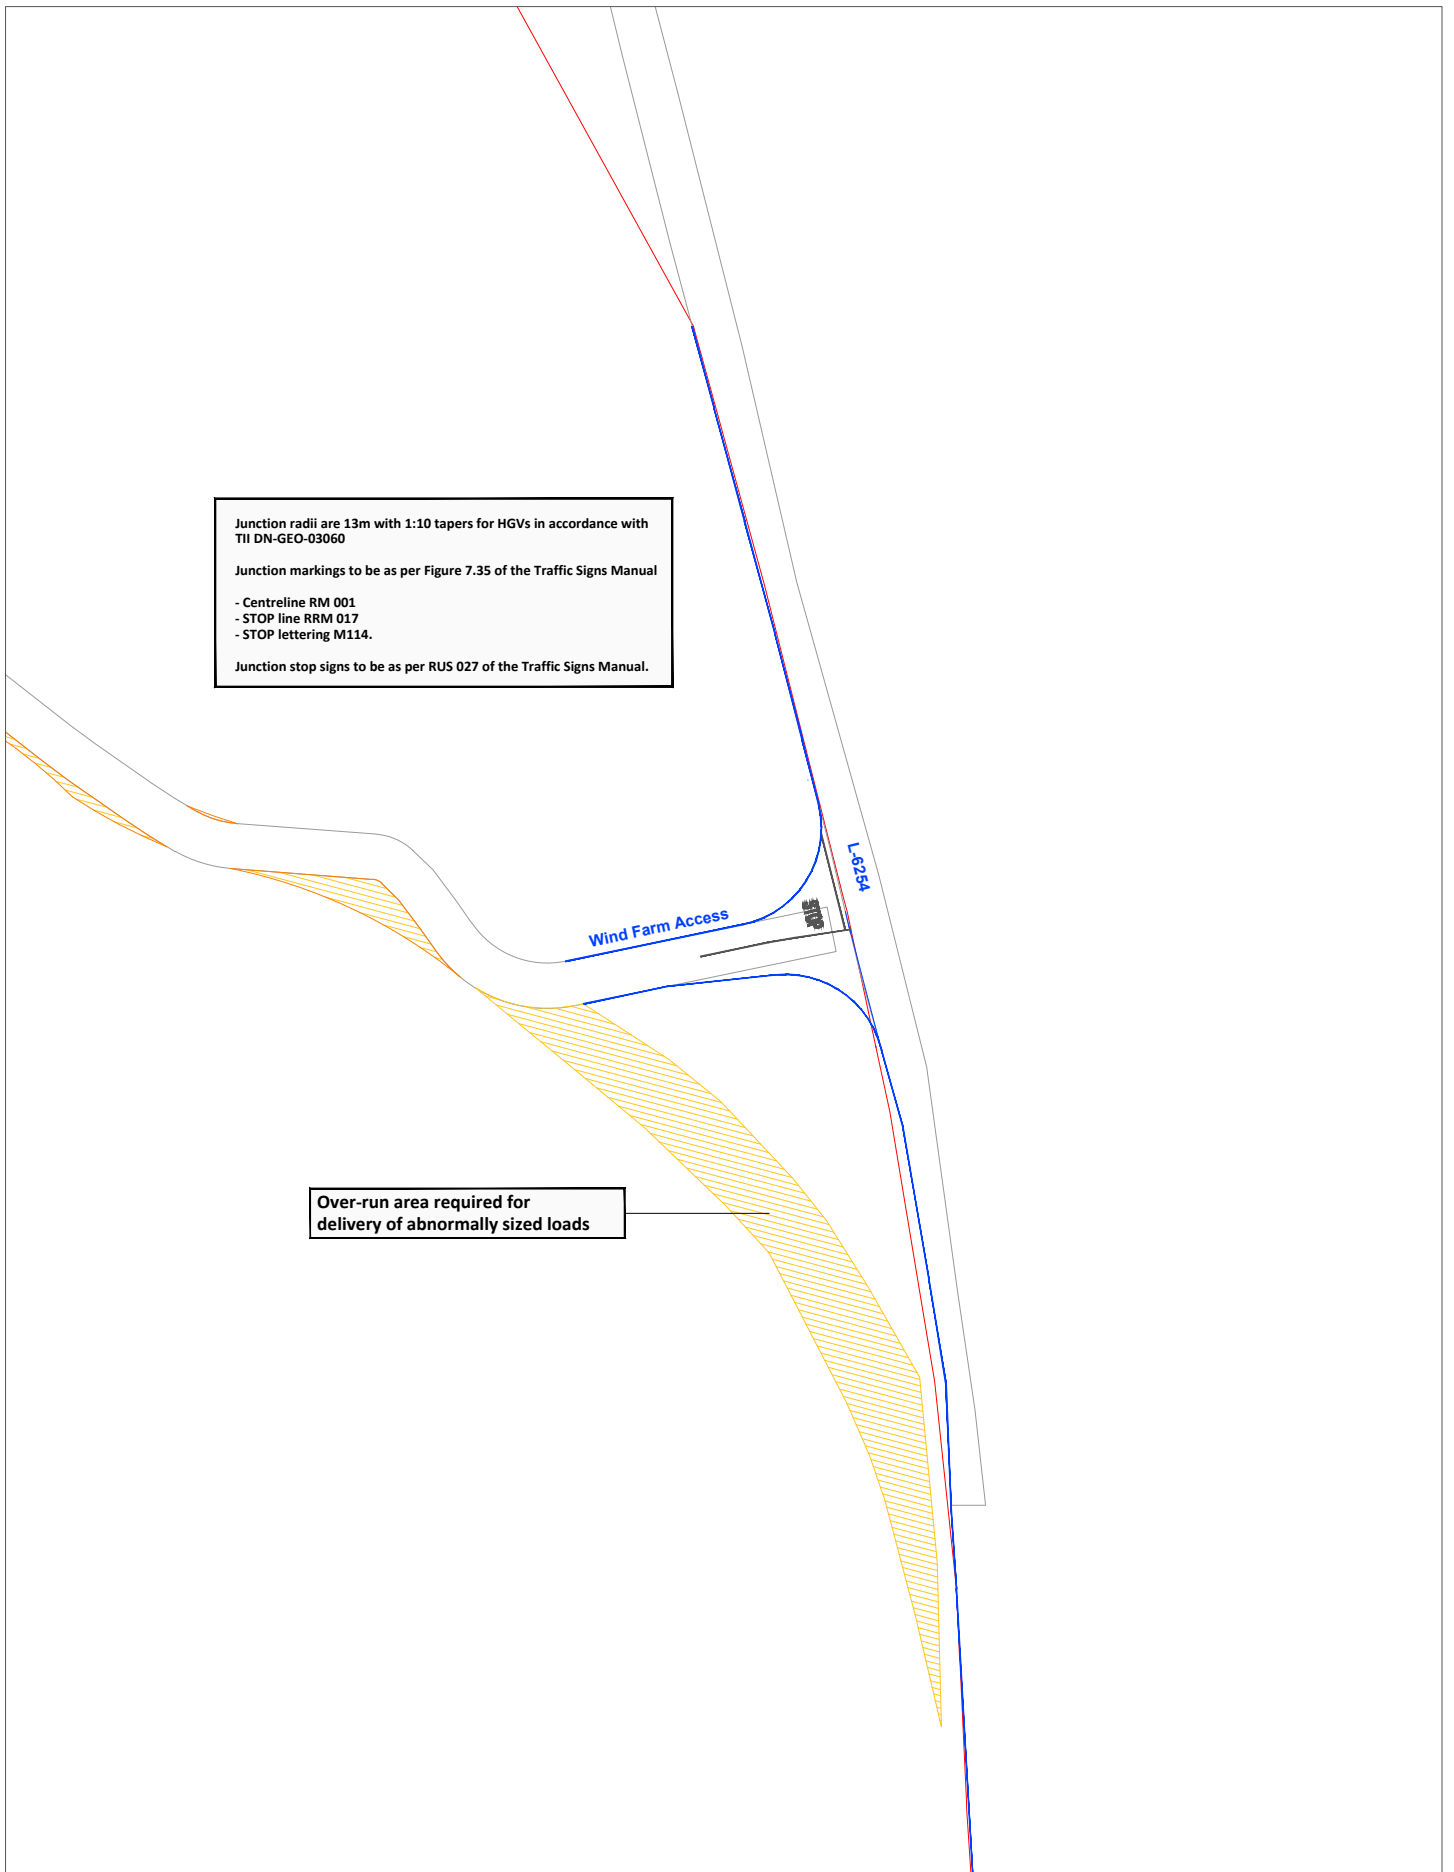 Junction radii are 13m with 1:10 tapers for HGVs in accordance with
TII DN-GEO-03060
Junction markings to be as per Figure 7.35 of the Traffic Signs Manual
- Centreline RM 001
- STOP line RRM 017
- STOP lettering M114.
Junction stop signs to be as per RUS 027 of the Traffic Signs Manual.
L-6254
Wind Farm Access
STOP
Over-run area required for
delivery of abnormally sized loads